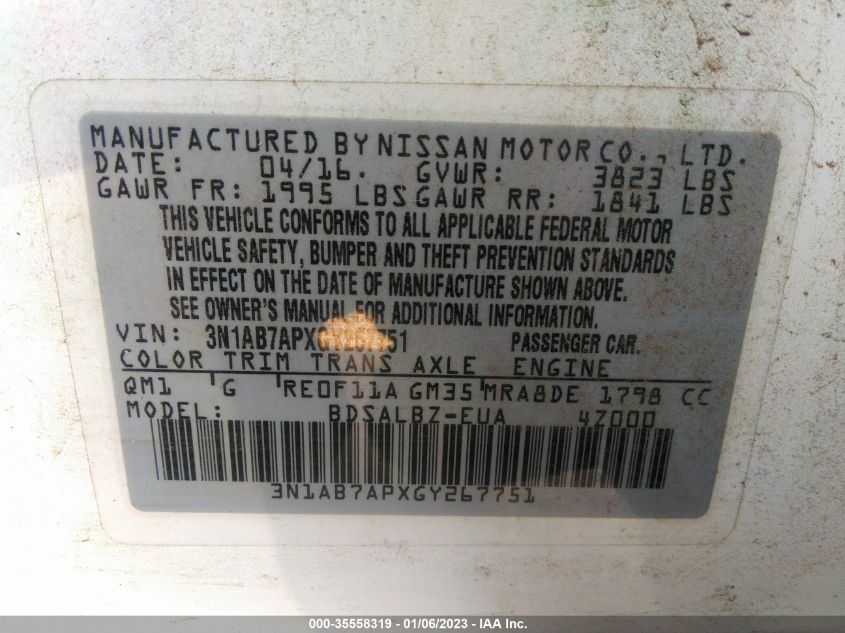 MANUFACTURED BY NISSAN MOTOR CO., LTD.
DATE: 04/16. GVWR: 3823 LBS
GAWR FR: 1995 LBS GAWR RR: 1841 LBS
THIS VEHICLE CONFORMS TO ALL APPLICABLE FEDERAL MOTOR
VEHICLE SAFETY, BUMPER AND THEFT PREVENTION STANDARDS
IN EFFECT ON THE DATE OF MANUFACTURE SHOWN ABOVE.
SEE OWNER'S MANUAL FOR ADDITIONAL INFORMATION.
VIN: 3N1AB7APXGY267751 PASSENGER CAR.
COLOR TRIM TRANS AXLE ENGINE
QM1 G RE0F11A GM35 MRA8DE 1798 CC
MODEL: BDSALBZ-EUA 4Z000
3N1AB7APXGY267751
000-35558319 - 01/06/2023 - IAA Inc.